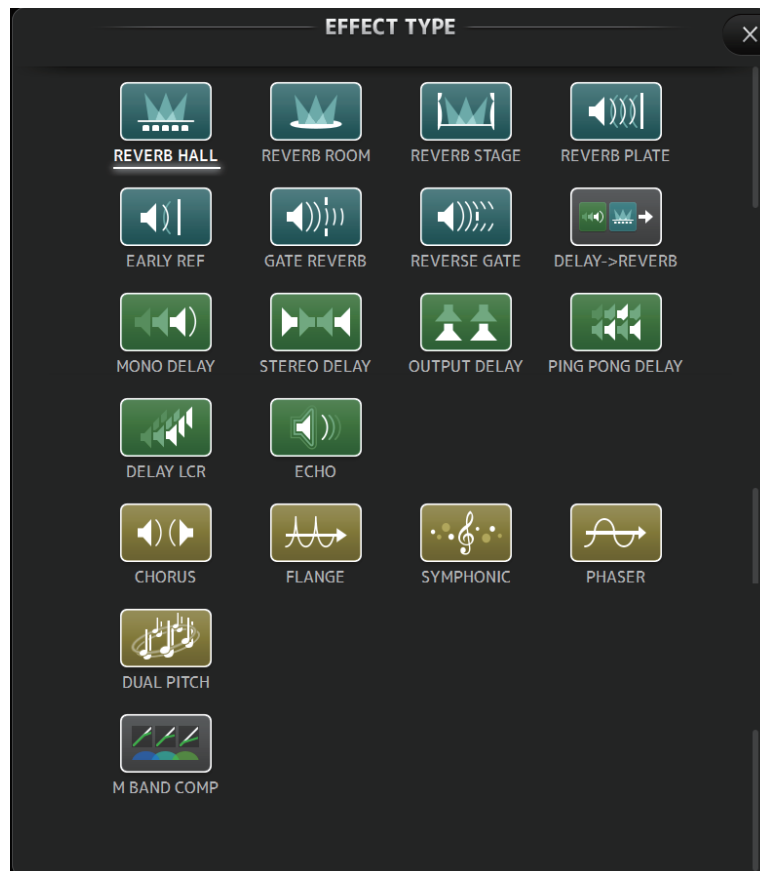 EFFECT TYPE
REVERB HALL
REVERB ROOM
REVERB STAGE
REVERB PLATE
EARLY REF
GATE REVERB
REVERSE GATE
DELAY->REVERB
MONO DELAY
STEREO DELAY
OUTPUT DELAY
PING PONG DELAY
DELAY LCR
ECHO
CHORUS
FLANGE
SYMPHONIC
PHASER
DUAL PITCH
M BAND COMP